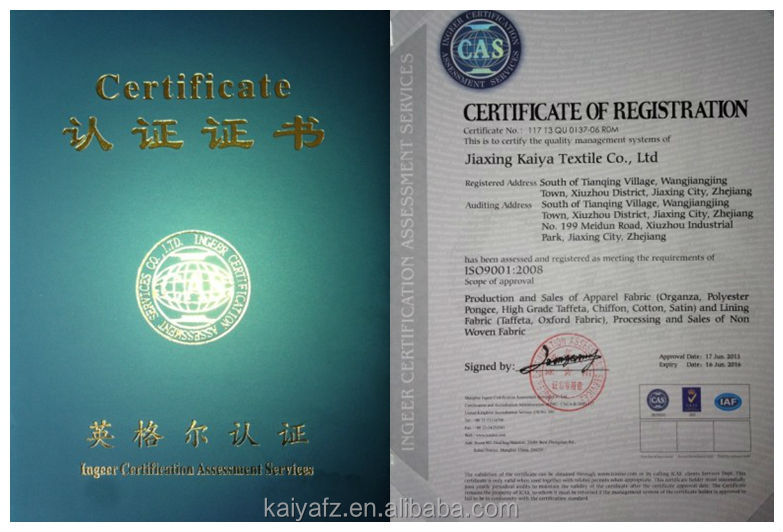 Certificate
认证证书
INGEER CERTIFICATION ASSESSMENT SERVICES CO., LTD.
英格尔认证
Ingeer Certification Assessment Services
INGEER CERTIFICATION ASSESSMENT SERVICES
INGEER CERTIFICATION
CAS
ASSESSMENT SERVICES
CERTIFICATE OF REGISTRATION
Certificate No.: 117 13 QU 0137-06 R0M
This is to certify the quality management systems of
Jiaxing Kaiya Textile Co., Ltd
Registered Address South of Tianqing Village, Wangjiangjing
Town, Xiuzhou District, Jiaxing City, Zhejiang
Auditing Address South of Tianqing Village, Wangjiangjing
Town, Xiuzhou District, Jiaxing City, Zhejiang
No. 199 Meidun Road, Xiuzhou Industrial
Park, Jiaxing City, Zhejiang
has been assessed and registered as meeting the requirements of
ISO9001:2008
Scope of approval
Production and Sales of Apparel Fabric (Organza, Polyester
Pongee, High Grade Taffeta, Chiffon, Cotton, Satin) and Lining
Fabric (Taffeta, Oxford Fabric), Processing and Sales of Non
Woven Fabric
Signed by:
Approval Date: 17 Jun. 2013
Expiry Date: 16 Jun. 2016
CAS
IAF
kaiyafz.en.alibaba.com